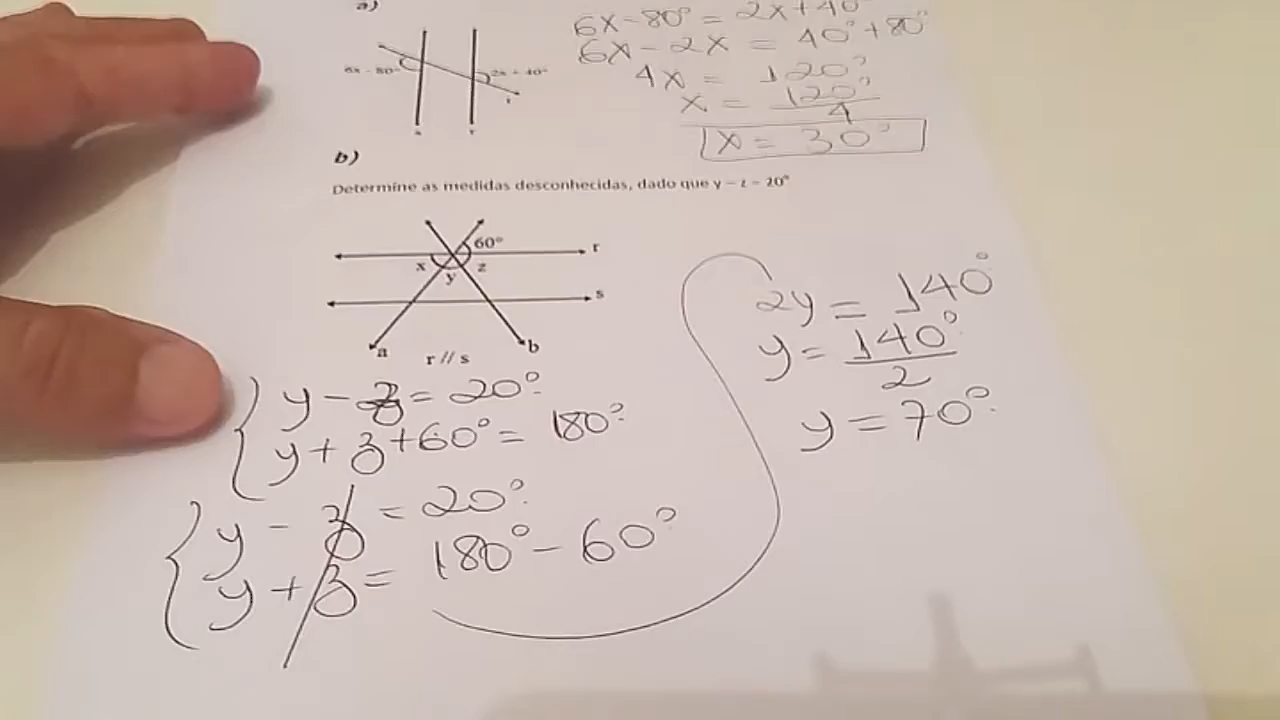 a)
6x - 80° = 2x + 40°
6x - 2x = 40° + 80°
4x = 120°
x = 120°
4
x = 30°
6x - 80°
2x + 40°
s
r
t
b)
Determine as medidas desconhecidas, dado que y - z = 20°
60°
r
x
y
z
s
a
b
r // s
y - z = 20°
y + z + 60° = 180°
y - z = 20°
y + z = 180° - 60°
2y = 140°
y = 140°
2
y = 70°